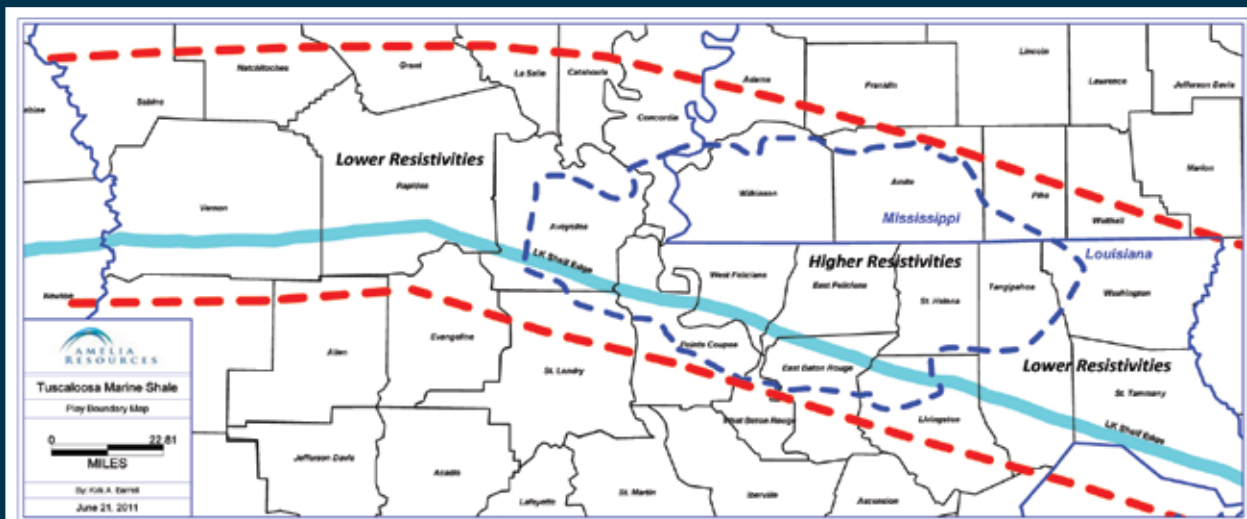 Lincoln
Natchitoches
Grant
La Salle
Catahoula
Adams
Franklin
Lawrence
Jefferson Davis
Sabine
Concordia
Lower Resistivities
Rapides
Marion
Wilkinson
Amite
Pike
Walthall
Vernon
Avoyelles
Mississippi
LK Shelf Edge
Higher Resistivities
Louisiana
West Feliciana
East Feliciana
St. Helena
Tangipahoa
Washington
Newton
AMELIA
RESOURCES
Tuscaloosa Marine Shale
Play Boundary Map
0 22.81
MILES
By: Kirk A. Barrell
June 21, 2011
Allen
Evangeline
St. Landry
Pointe Coupee
East Baton Rouge
Lower Resistivities
St. Tammany
West Baton Rouge
Livingston
LK Shelf Edge
Jefferson Davis
Acadia
Lafayette
St. Martin
Iberville
Ascension